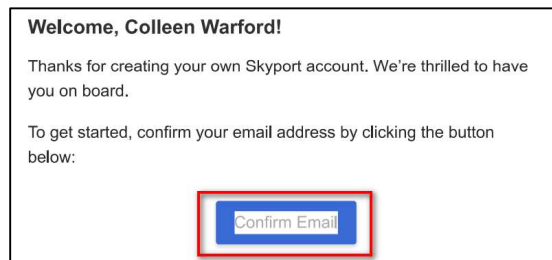 Welcome, Colleen Warford!
Thanks for creating your own Skyport account. We're thrilled to have
you on board.
To get started, confirm your email address by clicking the button
below:
Confirm Email